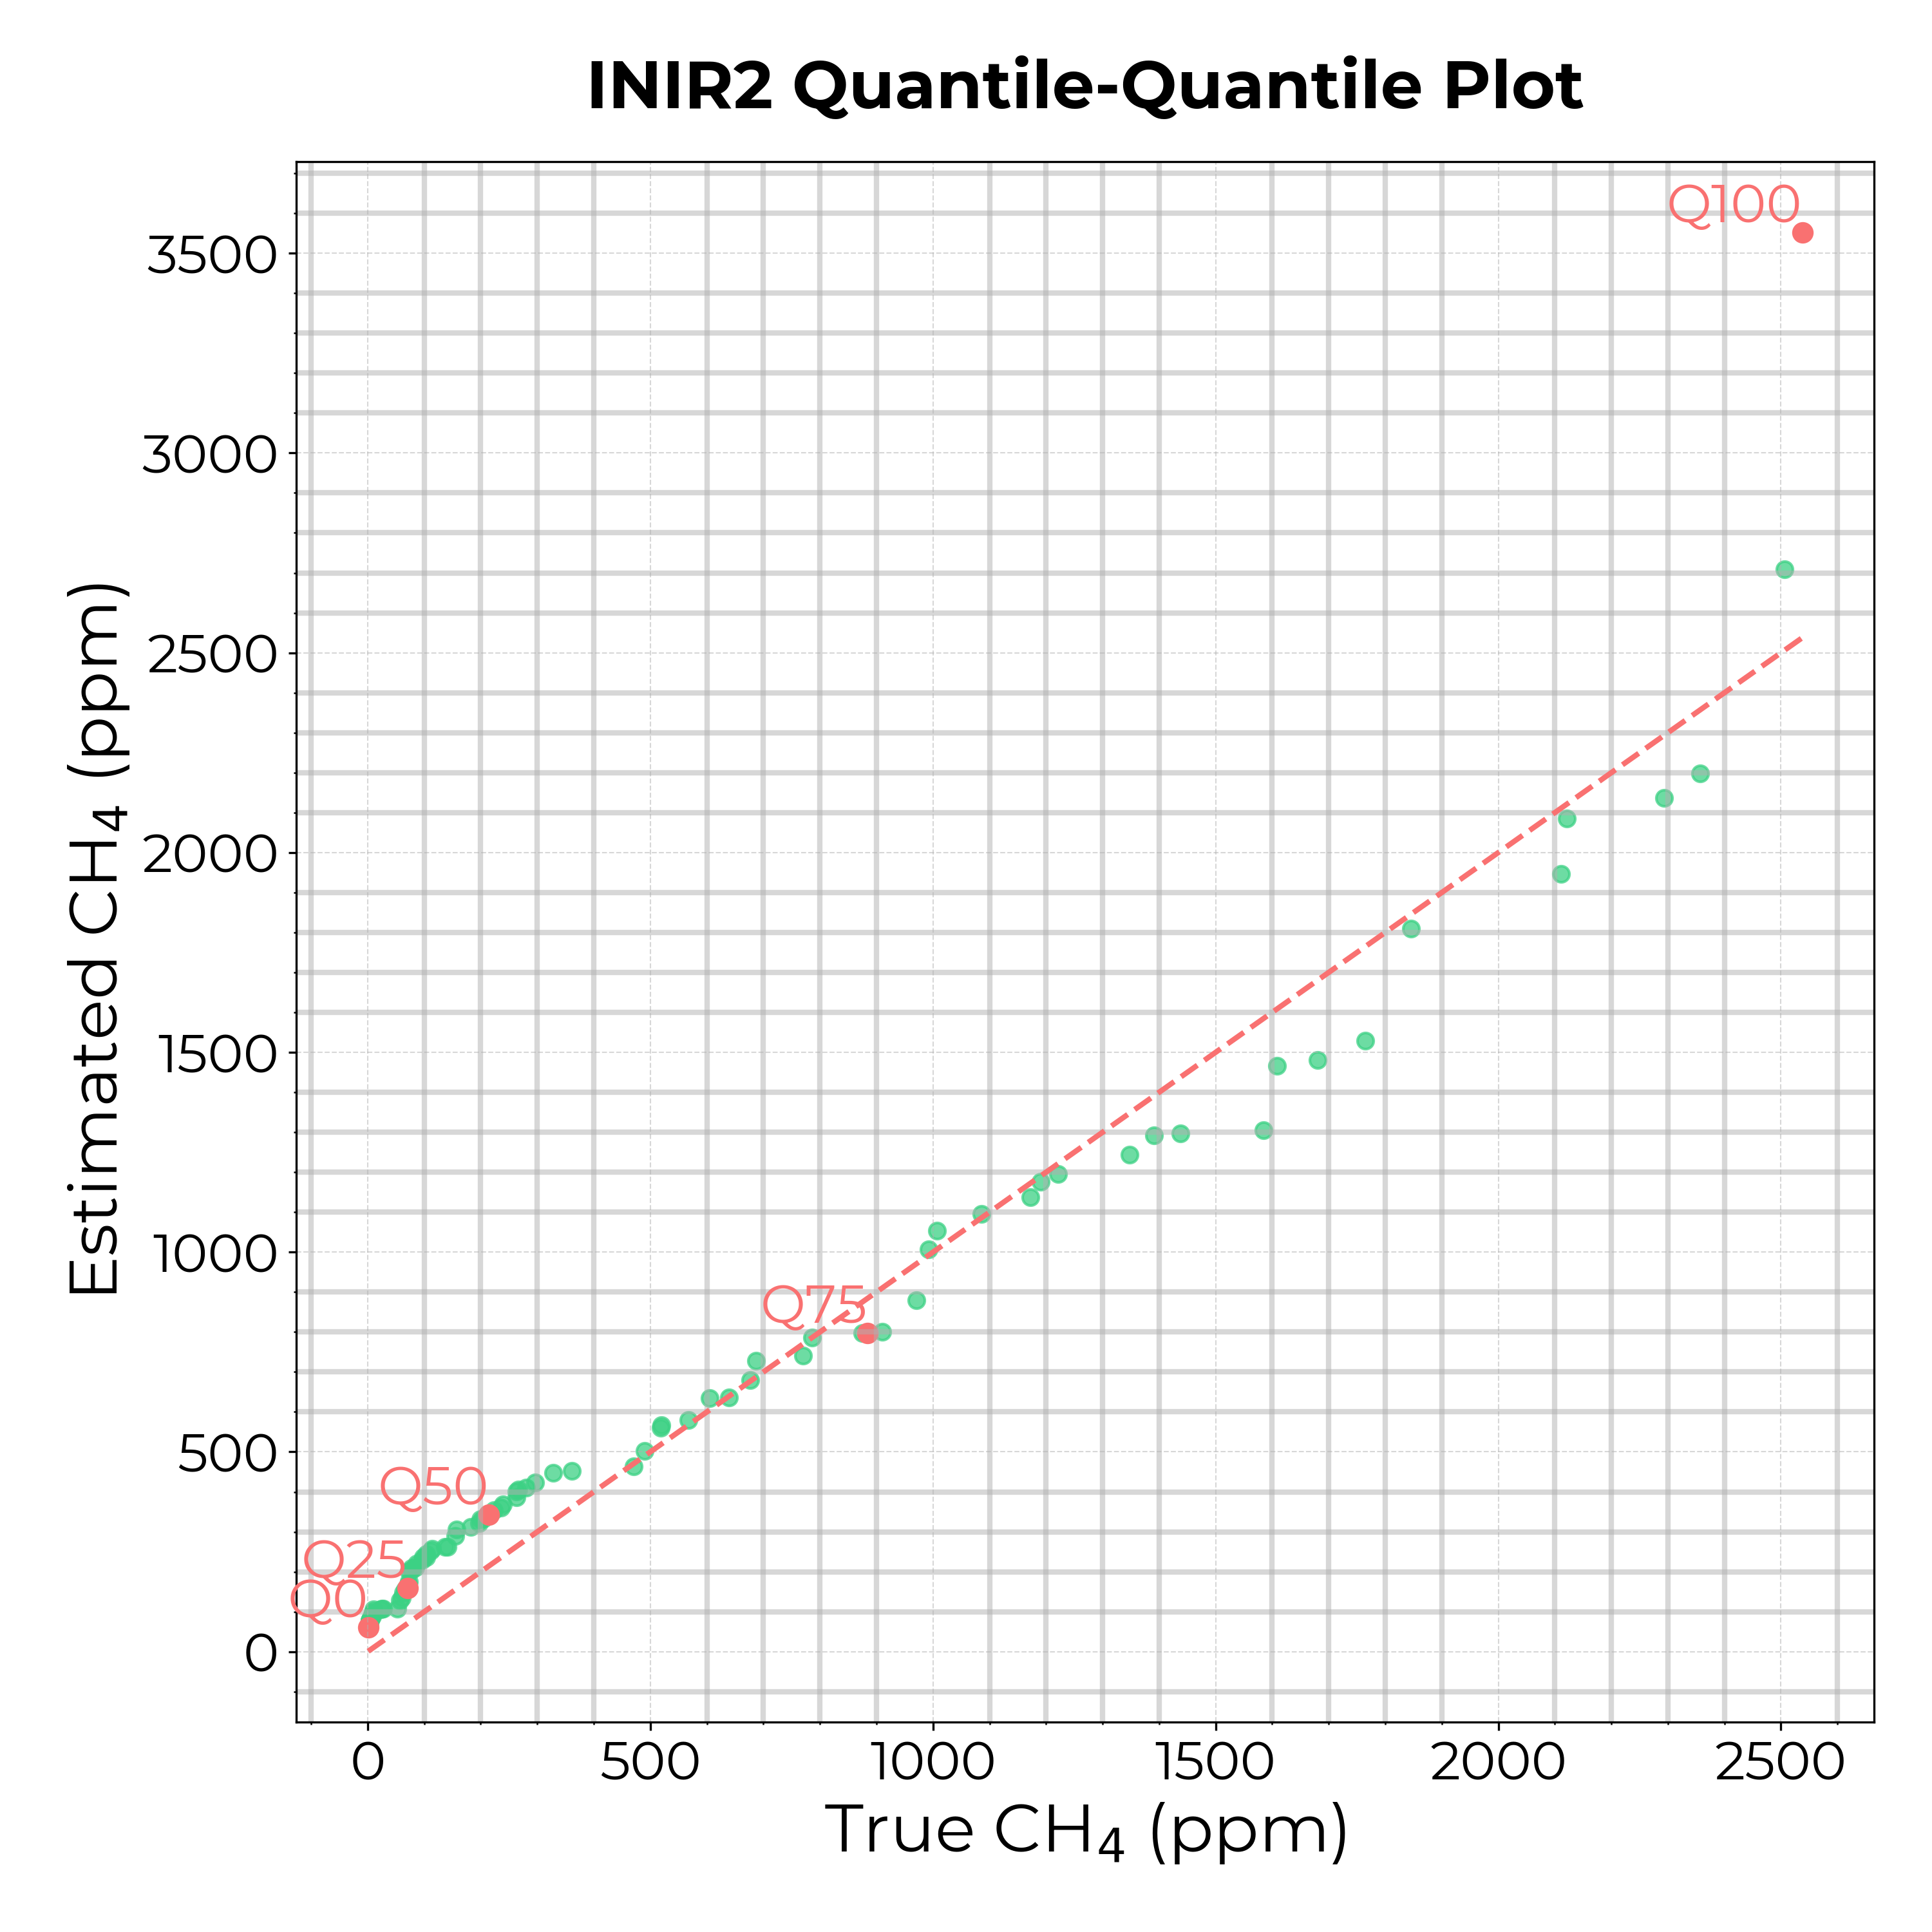 INIR2 Quantile-Quantile Plot
Q100
3500
3000
2500
2000
1500
1000
500
0
Estimated CH₄ (ppm)
Q75
Q50
Q25
Q0
0 500 1000 1500 2000 2500
True CH₄ (ppm)